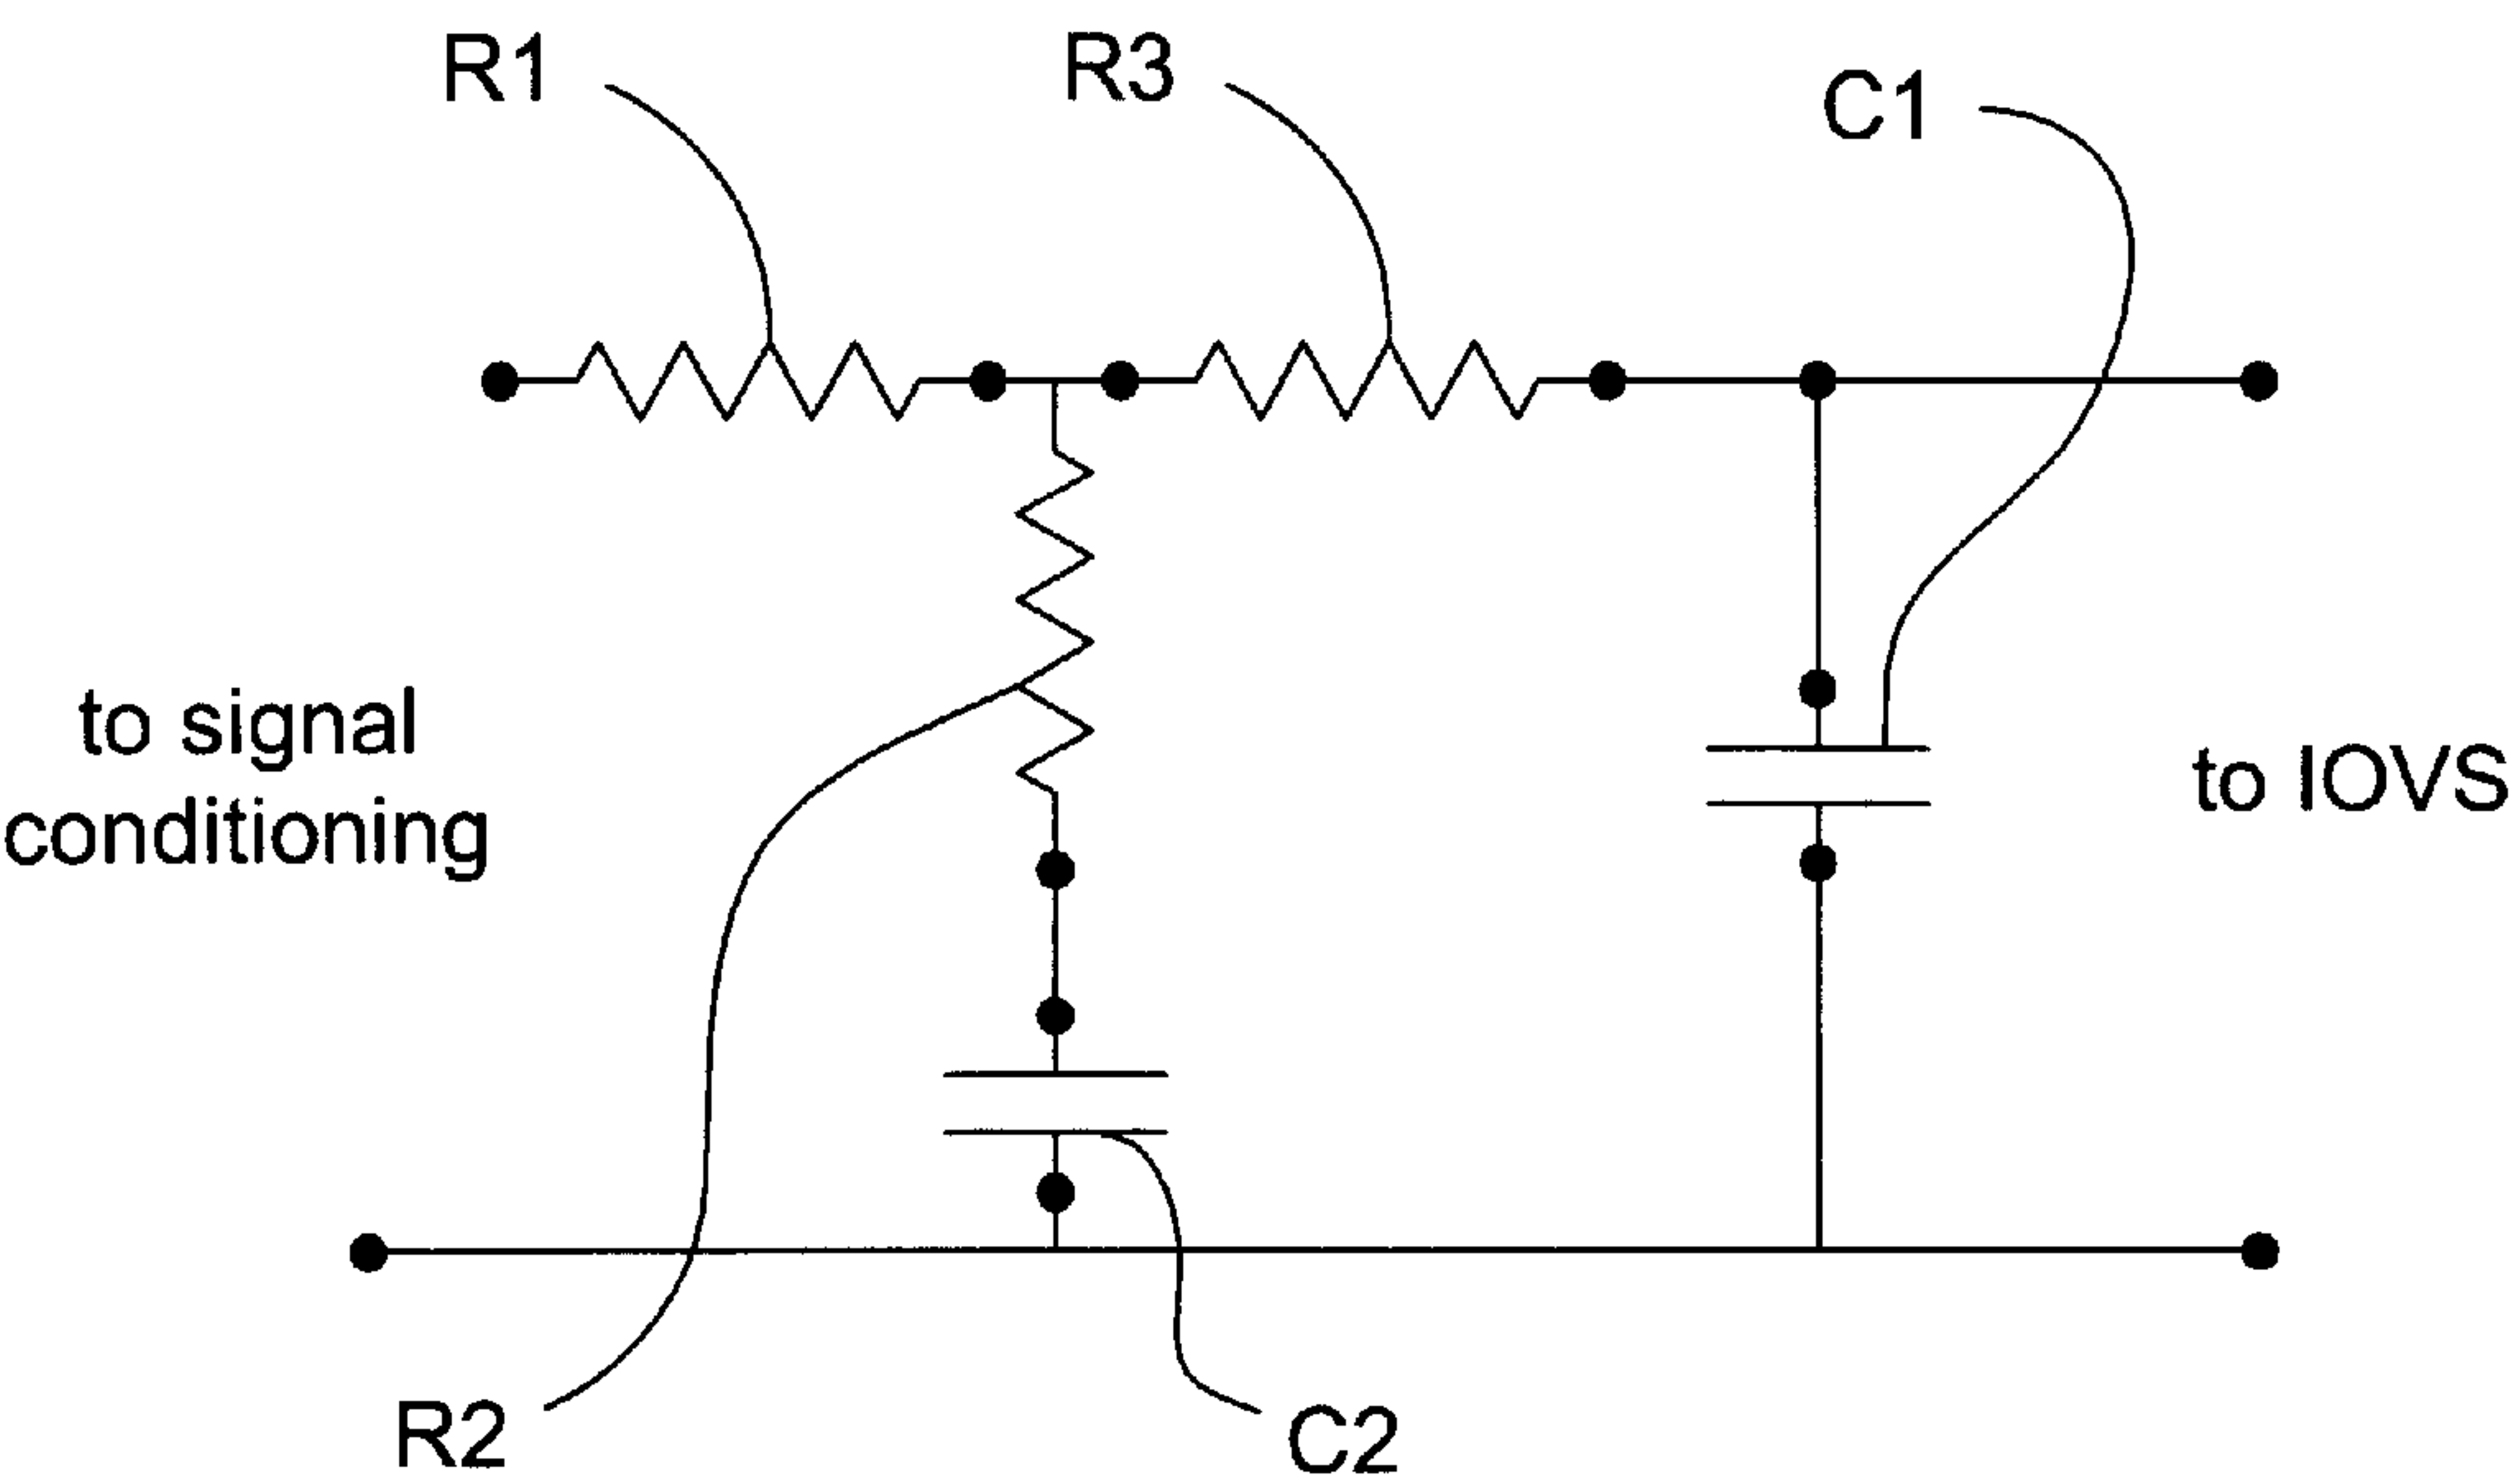 R1
R3
C1
to signal
conditioning
to IOVS
R2
C2